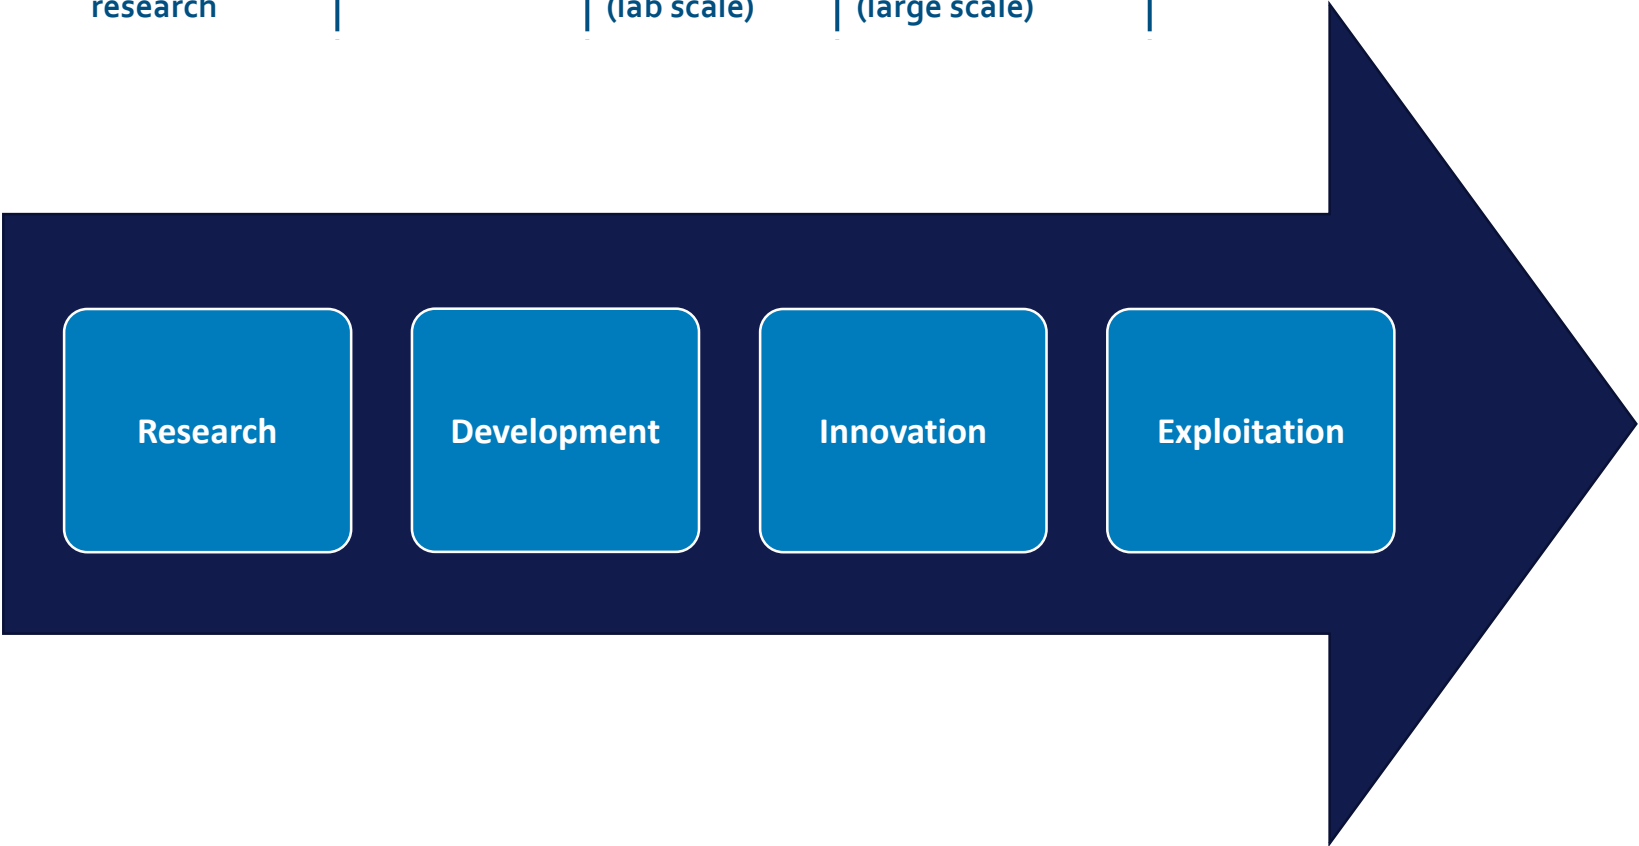 research (lab scale) (large scale)
Research Development Innovation Exploitation